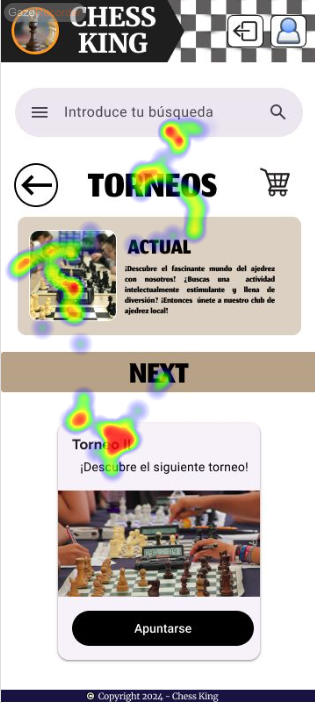 CHESS
KING
Introduce tu búsqueda
TORNEOS
ACTUAL
¡Descubre el fascinante mundo del ajedrez
con nosotros! ¿Buscas una actividad
intelectualmente estimulante y llena de
diversión? ¡Entonces únete a nuestro club de
ajedrez local!
NEXT
Torneo II
¡Descubre el siguiente torneo!
Apuntarse
© Copyright 2024 - Chess King